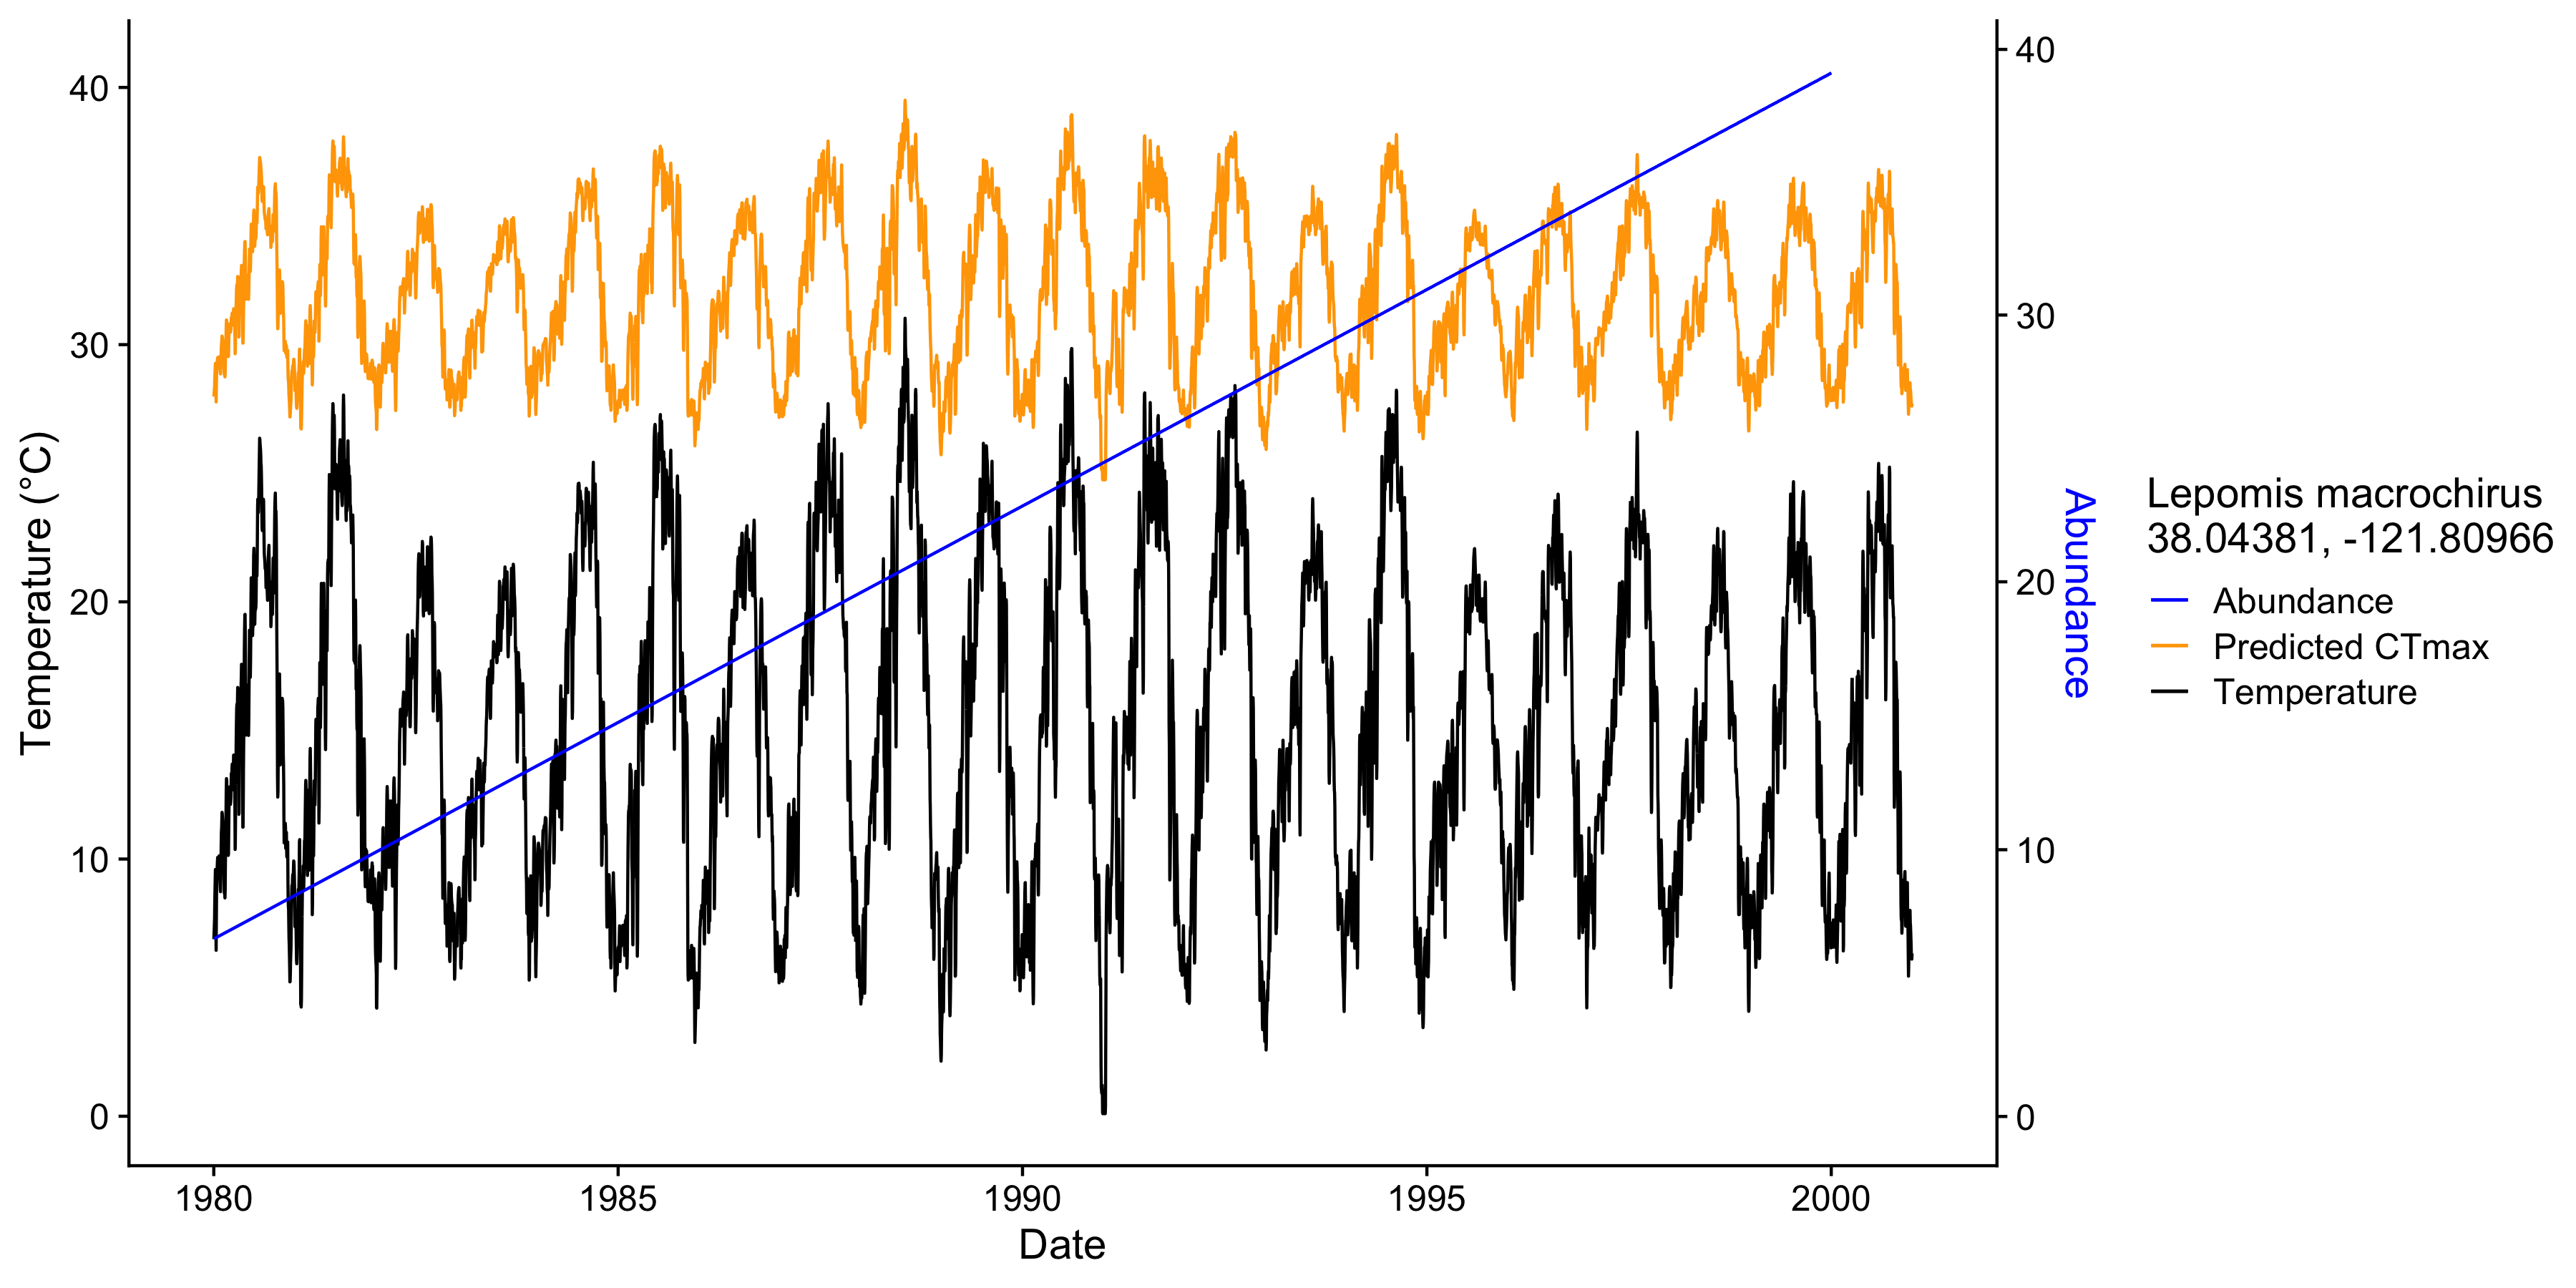 Temperature (°C)
40
30
20
10
0
1980
1985
1990
1995
2000
Date
40
30
20
10
0
Abundance
Lepomis macrochirus
38.04381, -121.80966
Abundance
Predicted CTmax
Temperature